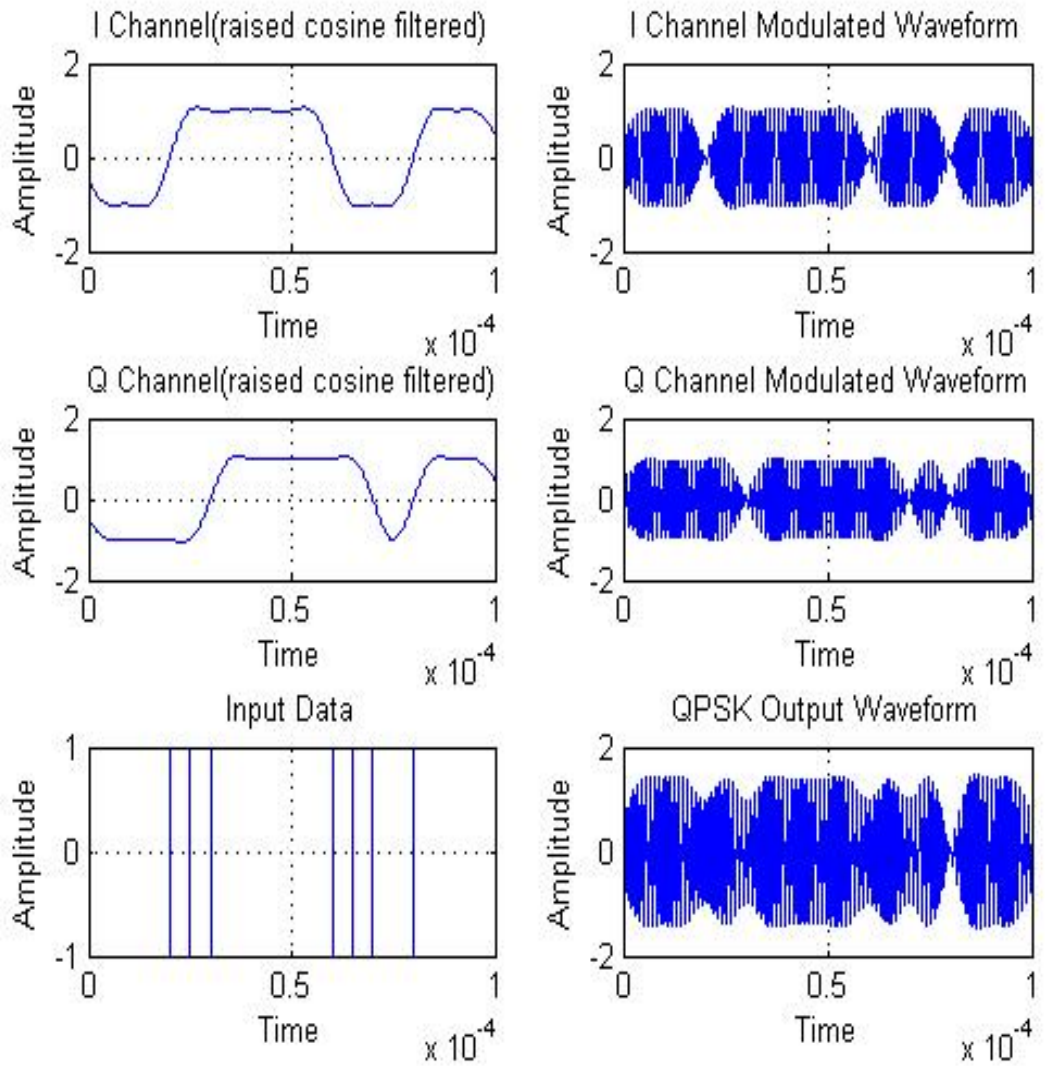 I Channel(raised cosine filtered)
2
0
-2
Amplitude
0 0.5 1
Time
x 10-4
I Channel Modulated Waveform
2
0
-2
Amplitude
0 0.5 1
Time
x 10-4
Q Channel(raised cosine filtered)
2
0
-2
Amplitude
0 0.5 1
Time
x 10-4
Q Channel Modulated Waveform
2
0
-2
Amplitude
0 0.5 1
Time
x 10-4
Input Data
1
0
-1
Amplitude
0 0.5 1
Time
x 10-4
QPSK Output Waveform
2
0
-2
Amplitude
0 0.5 1
Time
x 10-4